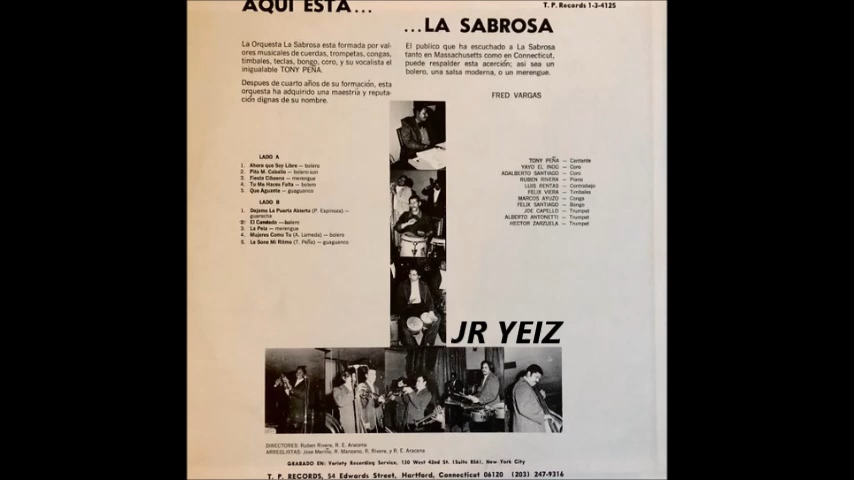 AQUI ESTA...
T. P. Records 1-3-4125
...LA SABROSA
La Orquesta La Sabrosa esta formada por val-
ores musicales de cuerdas, trompetas, congas,
timbales, teclas, bongo, coro, y su vocalista el
inigualable TONY PEÑA.
Despues de cuarto años de su formación, esta
orquesta ha adquirido una maestría y reputa-
ción dignas de su nombre.
El publico que ha escuchado a La Sabrosa
tanto en Massachusetts como en Connecticut,
puede respalder esta acerción; asi sea un
bolero, una salsa moderna, o un merengue.
FRED VARGAS
LADO A
1. Ahora que Soy Libre — bolero
2. Pito M. Caballo — bolero-son
3. Fiesta Cibaena — merengue
4. Tu Me Haces Falta — bolero
5. Que Aguante — guaguanco
LADO B
1. Dejame La Puerta Abierta (P. Espinoza) —
guaracha
2. El Candado — bolero
3. La Pela — merengue
4. Mujeres Como Tu (A. Lameda) — bolero
5. La Sone Mi Ritmo (T. Peña) — guaguanco
TONY PEÑA — Cantante
YAYO EL INDO — Coro
ADALBERTO SANTIAGO — Coro
RUBEN RIVERA — Piano
LUIS RENTAS — Contrabajo
FELIX VIERA — Timbales
MARCOS AYUZO — Conga
FELIX SANTIAGO — Bongo
JOE CAPELLO — Trumpet
ALBERTO ANTONETTI — Trumpet
HECTOR ZARZUELA — Trumpet
JR YEIZ
DIRECTORES: Ruben Rivera, R. E. Aracena
ARREGLISTAS: Jose Meriño, R. Manzano, R. Rivera, y R. E. Aracena
GRABADO EN: Variety Recording Service, 130 West 42nd St. (Suite 856), New York City
T. P. RECORDS, 54 Edwards Street, Hartford, Connecticut 06120 (203) 247-9316